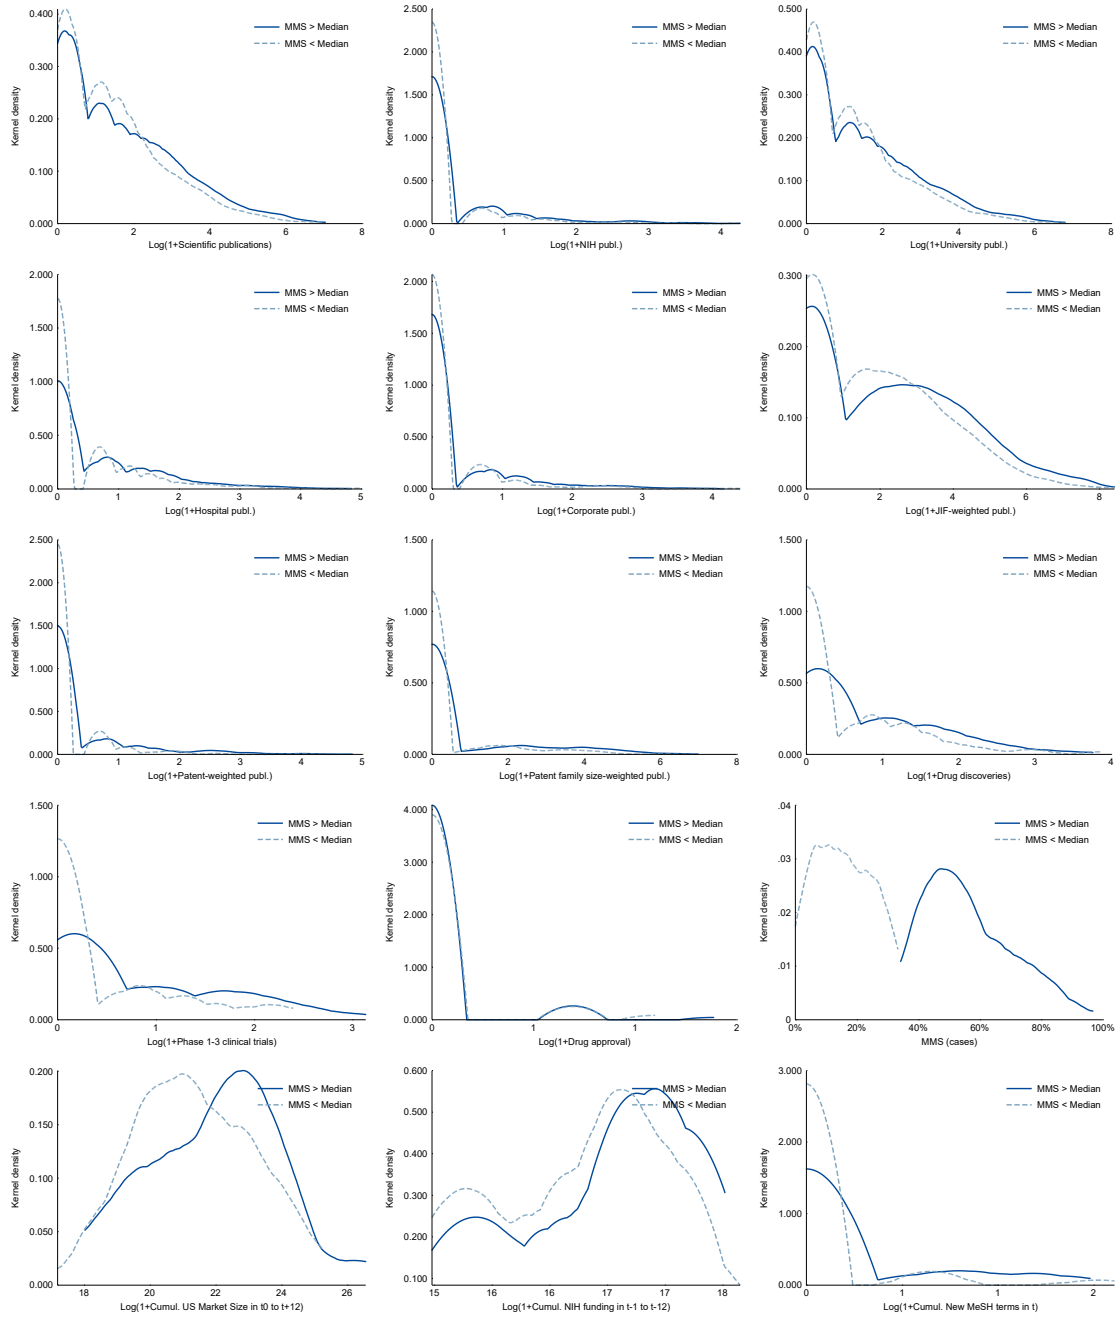 0.400
0.300
0.200
0.100
0.000
Kernel density
MMS > Median
MMS < Median
0 2 4 6 8
Log(1+Scientific publications)
2.500
2.000
1.500
1.000
0.500
0.000
Kernel density
MMS > Median
MMS < Median
0 1 2 3 4
Log(1+NIH publ.)
0.500
0.400
0.300
0.200
0.100
0.000
Kernel density
MMS > Median
MMS < Median
0 2 4 6 8
Log(1+University publ.)
2.000
1.500
1.000
0.500
0.000
Kernel density
MMS > Median
MMS < Median
0 1 2 3 4 5
Log(1+Hospital publ.)
2.000
1.500
1.000
0.500
0.000
Kernel density
MMS > Median
MMS < Median
0 1 2 3 4
Log(1+Corporate publ.)
0.300
0.200
0.100
0.000
Kernel density
MMS > Median
MMS < Median
0 2 4 6 8
Log(1+JIF-weighted publ.)
2.500
2.000
1.500
1.000
0.500
0.000
Kernel density
MMS > Median
MMS < Median
0 1 2 3 4 5
Log(1+Patent-weighted publ.)
1.500
1.000
0.500
0.000
Kernel density
MMS > Median
MMS < Median
0 2 4 6 8
Log(1+Patent family size-weighted publ.)
1.500
1.000
0.500
0.000
Kernel density
MMS > Median
MMS < Median
0 1 2 3 4
Log(1+Drug discoveries)
1.500
1.000
0.500
0.000
Kernel density
MMS > Median
MMS < Median
0 1 2 3
Log(1+Phase 1-3 clinical trials)
4.000
3.000
2.000
1.000
0.000
Kernel density
MMS > Median
MMS < Median
0 1 1 2
Log(1+Drug approval)
.04
.03
.02
.01
0
Kernel density
MMS > Median
MMS < Median
0% 20% 40% 60% 80% 100%
MMS (cases)
0.200
0.150
0.100
0.050
0.000
Kernel density
MMS > Median
MMS < Median
18 20 22 24 26
Log(1+Cumul. US Market Size in t0 to t+12)
0.600
0.500
0.400
0.300
0.200
0.100
Kernel density
MMS > Median
MMS < Median
15 16 16 17 17 18
Log(1+Cumul. NIH funding in t-1 to t-12)
3.000
2.000
1.000
0.000
Kernel density
MMS > Median
MMS < Median
0 1 1 2
Log(1+Cumul. New MeSH terms in t)